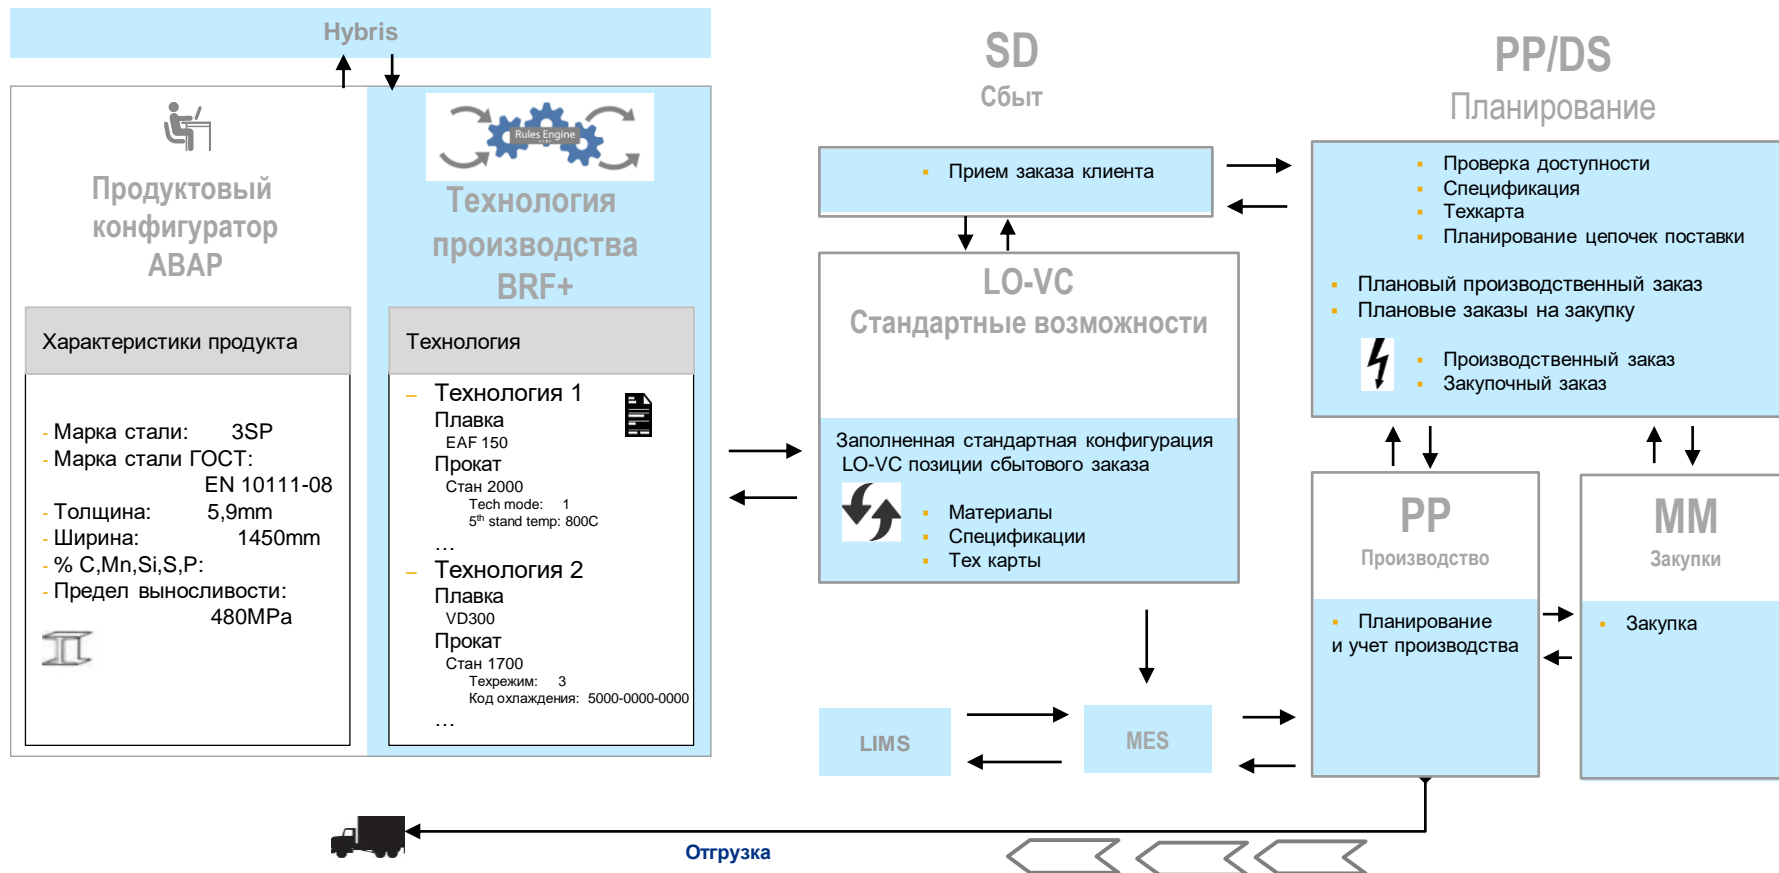 Hybris
Продуктовый
конфигуратор
ABAP
Rules Engine
Технология
производства
BRF+
Характеристики продукта
- Марка стали: 3SP
- Марка стали ГОСТ:
EN 10111-08
- Толщина: 5,9mm
- Ширина: 1450mm
- % C,Mn,Si,S,P:
- Предел выносливости:
480MPa
Технология
– Технология 1
Плавка
EAF 150
Прокат
Стан 2000
Tech mode: 1
5th stand temp: 800C
…
– Технология 2
Плавка
VD300
Прокат
Стан 1700
Техрежим: 3
Код охлаждения: 5000-0000-0000
…
SD
Сбыт
▪ Прием заказа клиента
LO-VC
Стандартные возможности
Заполненная стандартная конфигурация
LO-VC позиции сбытового заказа
▪ Материалы
▪ Спецификации
▪ Тех карты
LIMS
MES
PP/DS
Планирование
▪ Проверка доступности
▪ Спецификация
▪ Техкарта
▪ Планирование цепочек поставки
▪ Плановый производственный заказ
▪ Плановые заказы на закупку
▪ Производственный заказ
▪ Закупочный заказ
PP
Производство
▪ Планирование
и учет производства
MM
Закупки
▪ Закупка
Отгрузка